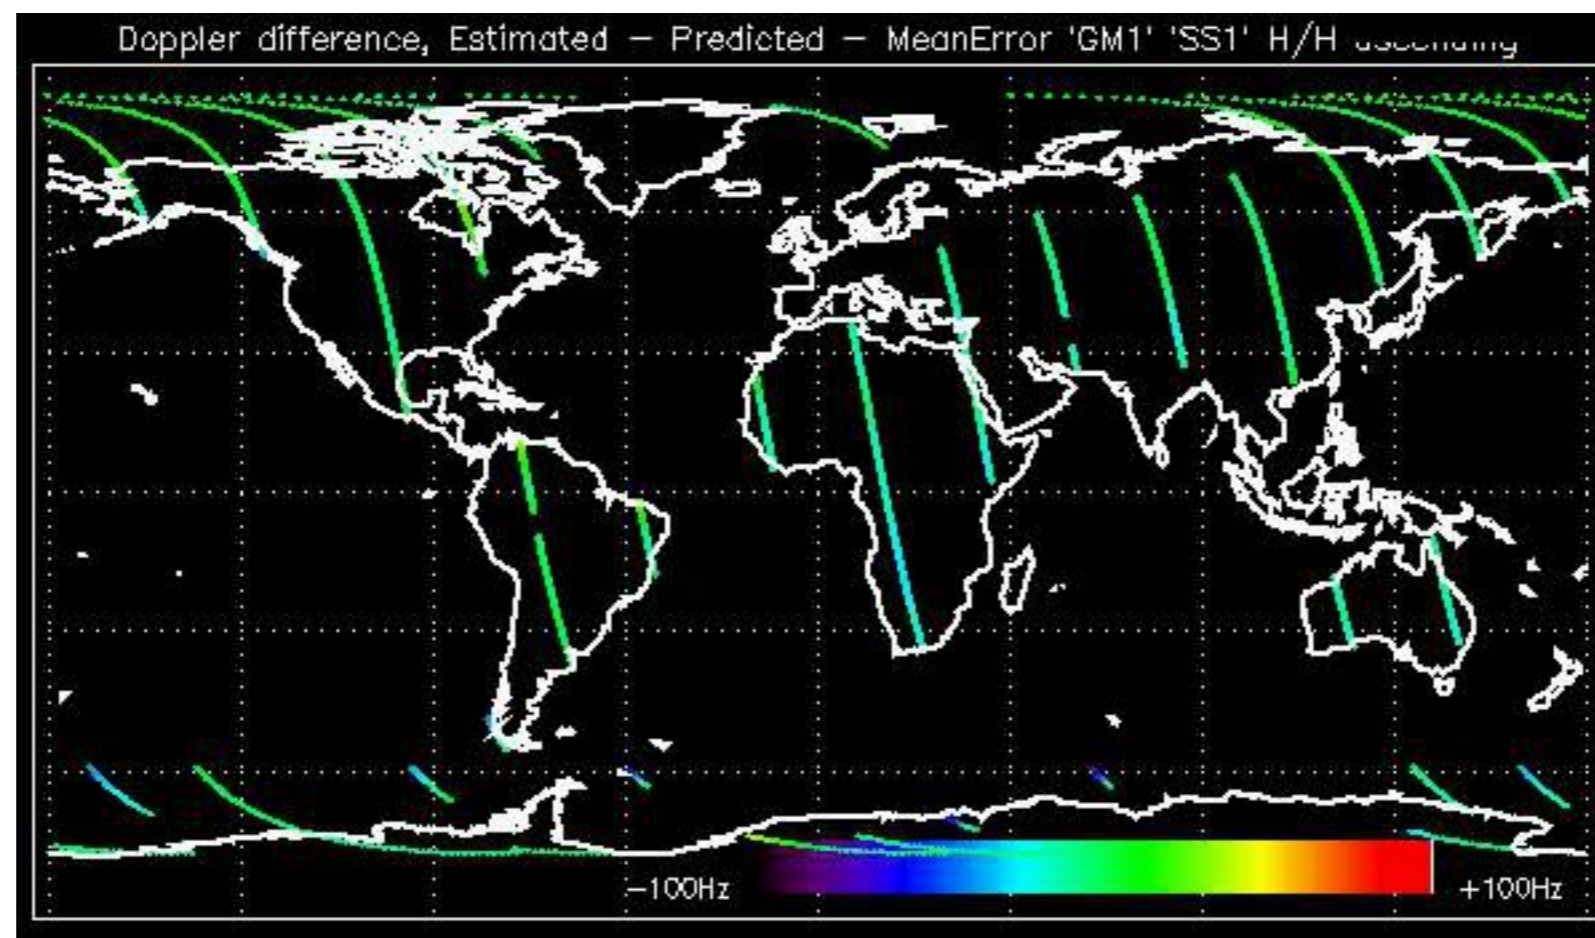 Doppler difference, Estimated – Predicted – MeanError 'GM1' 'SS1' H/H
–100Hz
+100Hz